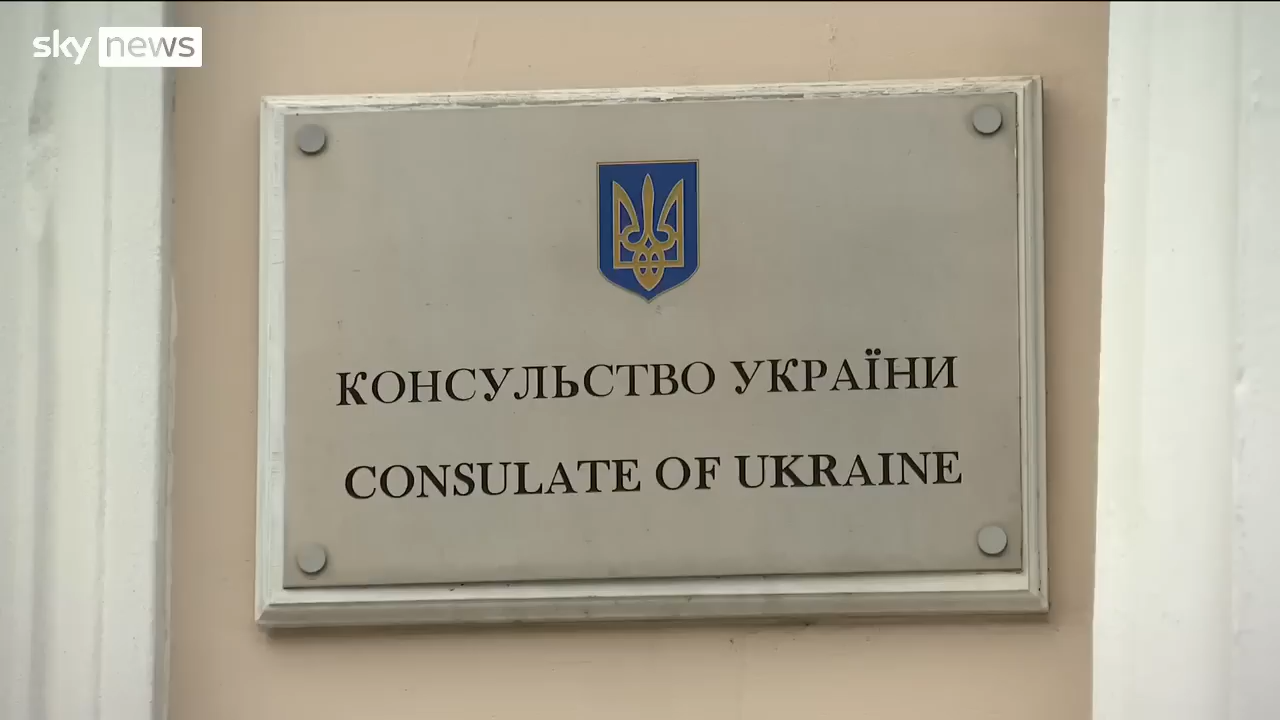 sky news
КОНСУЛЬСТВО УКРАЇНИ
CONSULATE OF UKRAINE